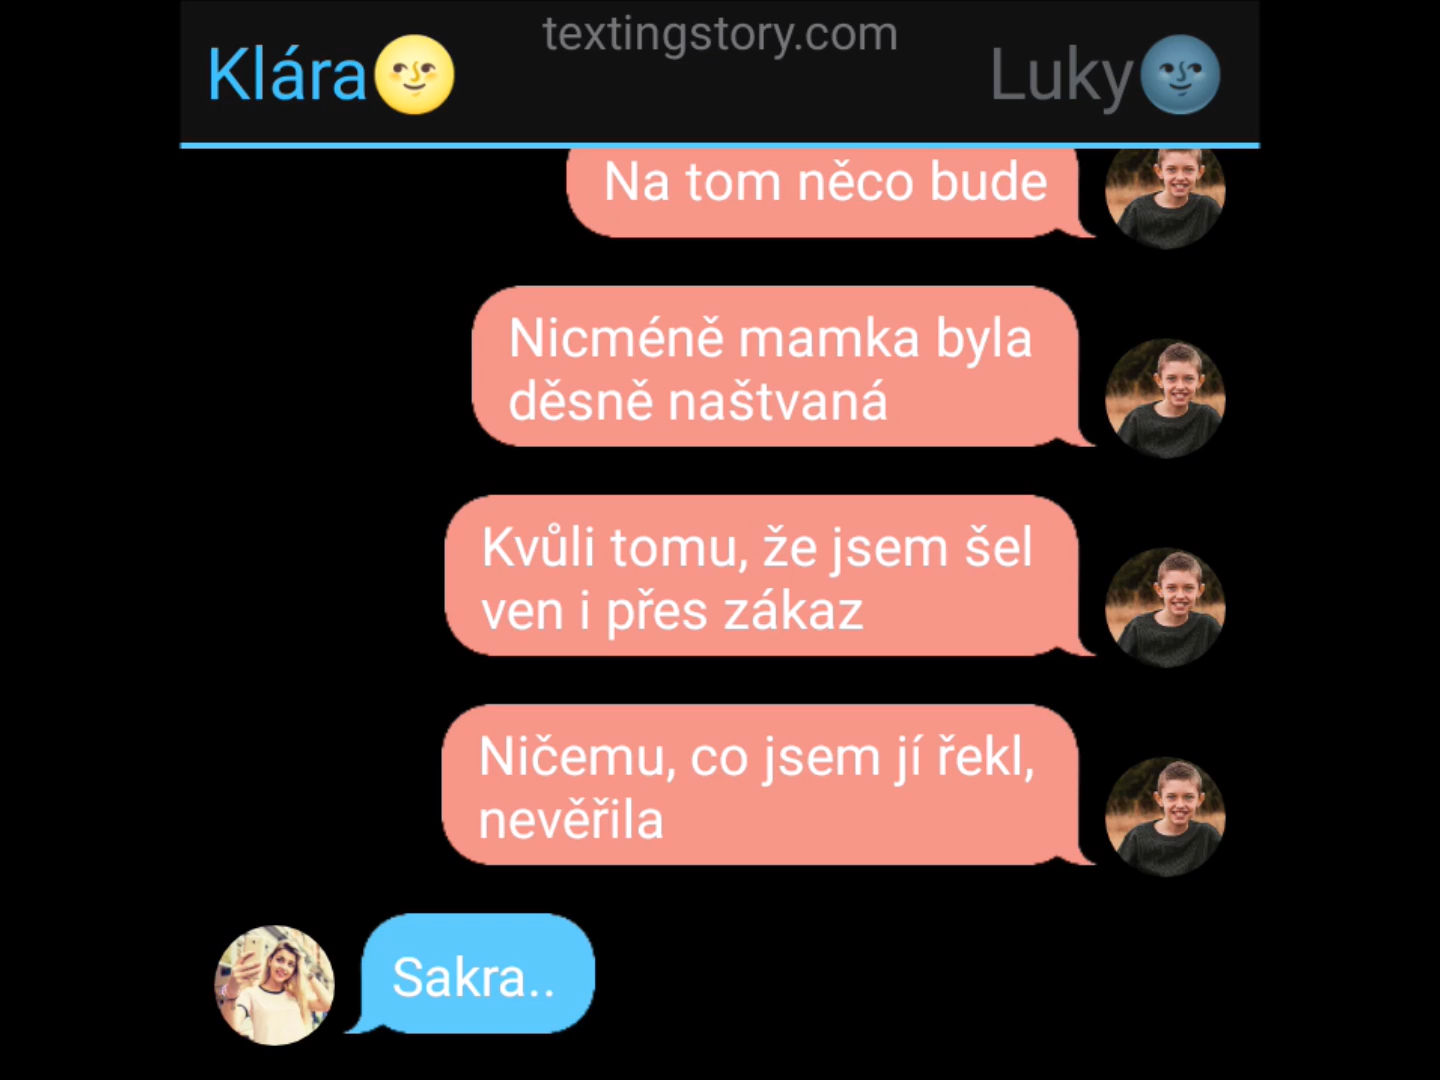 textingstory.com
Klára🌝
Luky🌚
Na tom něco bude
Nicméně mamka byla
děsně naštvaná
Kvůli tomu, že jsem šel
ven i přes zákaz
Ničemu, co jsem jí řekl,
nevěřila
Sakra..